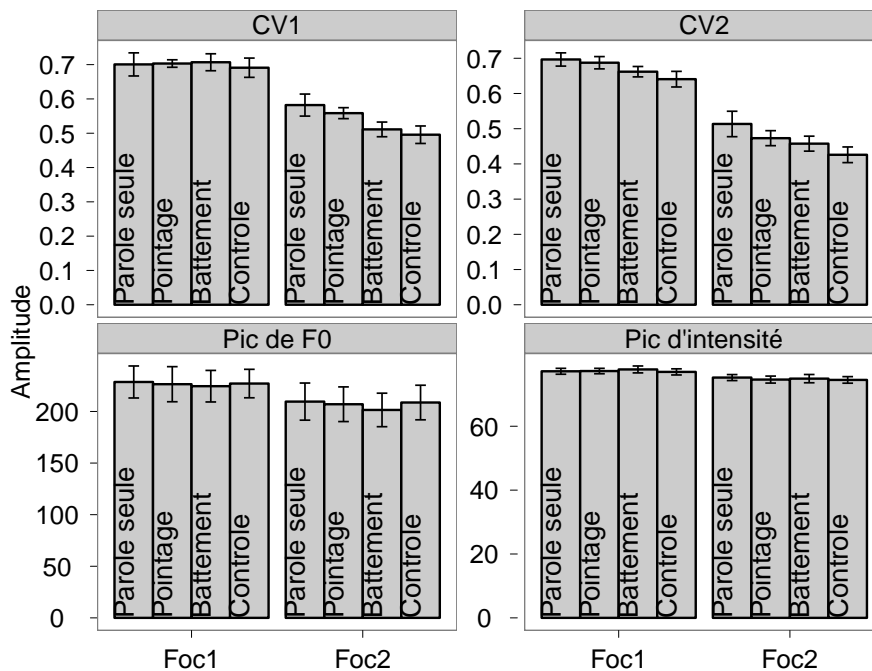 CV1
CV2
0.7
0.6
0.5
0.4
0.3
0.2
0.1
0.0
Parole seule
Pointage
Battement
Controle
Parole seule
Pointage
Battement
Controle
0.7
0.6
0.5
0.4
0.3
0.2
0.1
0.0
Parole seule
Pointage
Battement
Controle
Parole seule
Pointage
Battement
Controle
Amplitude
Pic de F0
Pic d'intensité
200
150
100
50
0
Parole seule
Pointage
Battement
Controle
Parole seule
Pointage
Battement
Controle
60
40
20
0
Parole seule
Pointage
Battement
Controle
Parole seule
Pointage
Battement
Controle
Foc1
Foc2
Foc1
Foc2